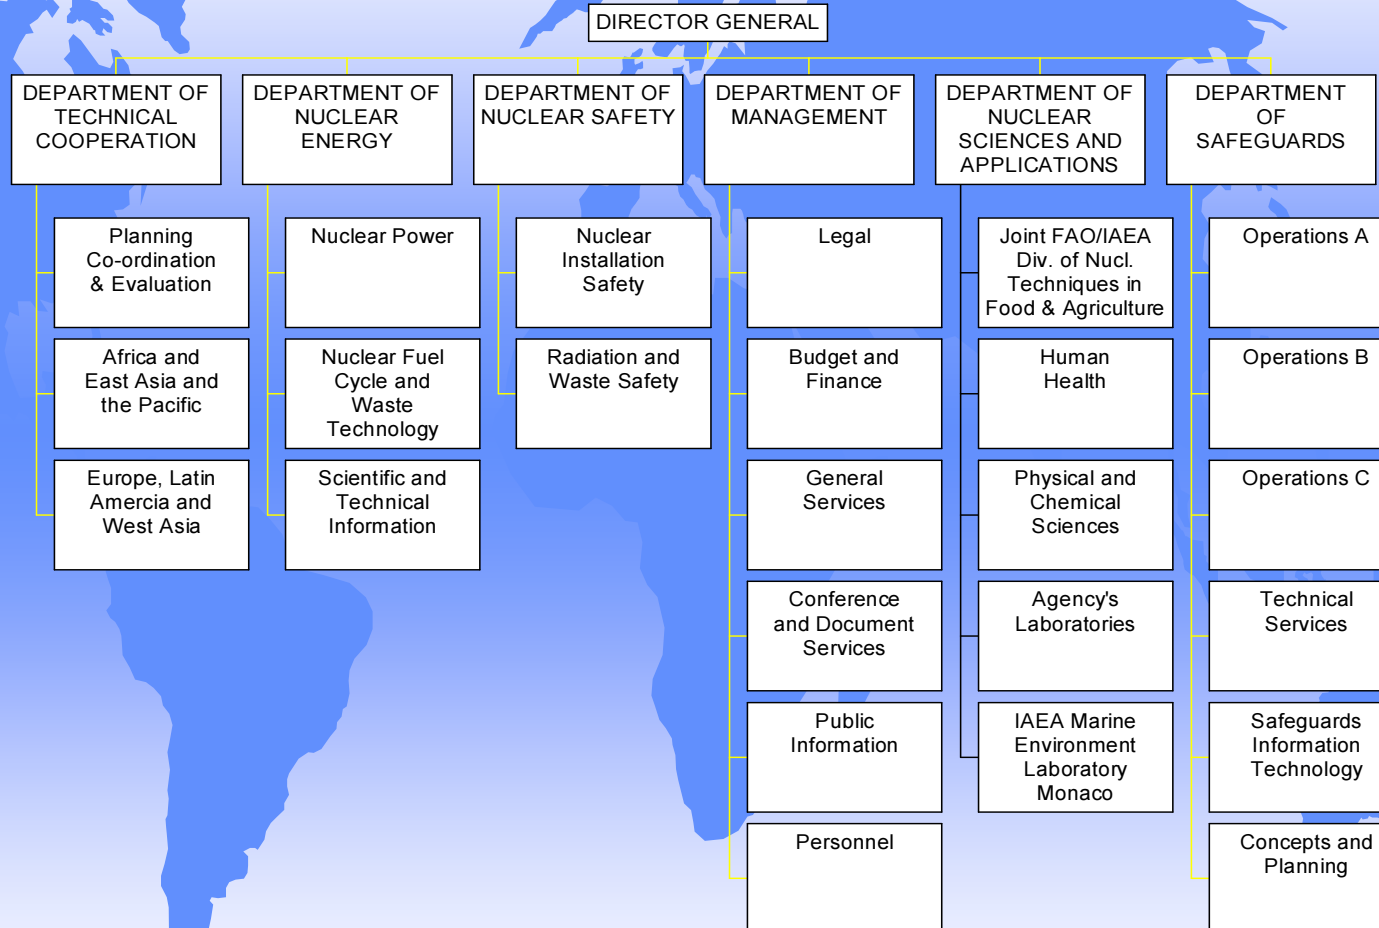 DIRECTOR GENERAL
DEPARTMENT OF
TECHNICAL
COOPERATION
Planning
Co-ordination
& Evaluation
Africa and
East Asia and
the Pacific
Europe, Latin
Amercia and
West Asia
DEPARTMENT OF
NUCLEAR
ENERGY
Nuclear Power
Nuclear Fuel
Cycle and
Waste
Technology
Scientific and
Technical
Information
DEPARTMENT OF
NUCLEAR SAFETY
Nuclear
Installation
Safety
Radiation and
Waste Safety
DEPARTMENT OF
MANAGEMENT
Legal
Budget and
Finance
General
Services
Conference
and Document
Services
Public
Information
Personnel
DEPARTMENT OF
NUCLEAR
SCIENCES AND
APPLICATIONS
Joint FAO/IAEA
Div. of Nucl.
Techniques in
Food & Agriculture
Human
Health
Physical and
Chemical
Sciences
Agency's
Laboratories
IAEA Marine
Environment
Laboratory
Monaco
DEPARTMENT
OF
SAFEGUARDS
Operations A
Operations B
Operations C
Technical
Services
Safeguards
Information
Technology
Concepts and
Planning